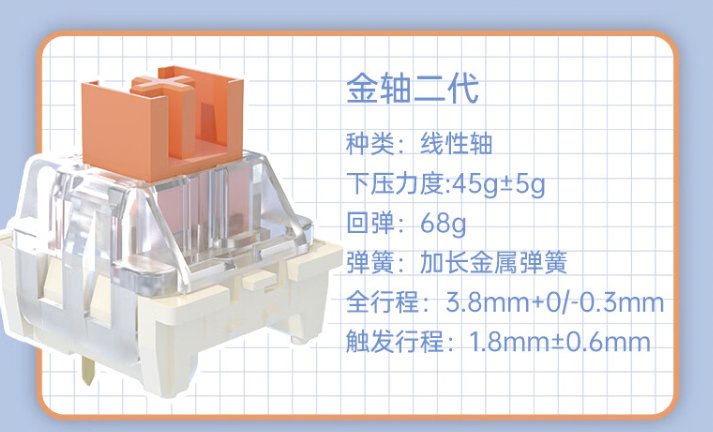 金轴二代
种类：线性轴
下压力度:45g±5g
回弹：68g
弹簧：加长金属弹簧
全行程：3.8mm+0/-0.3mm
触发行程：1.8mm±0.6mm